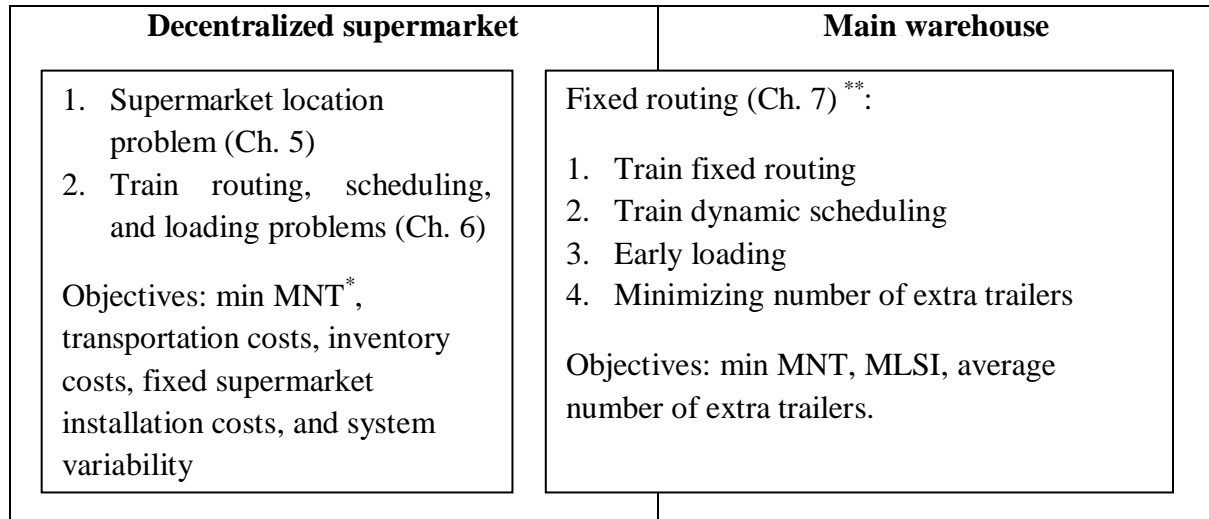 Decentralized supermarket
Main warehouse
1. Supermarket location
problem (Ch. 5)
2. Train routing, scheduling,
and loading problems (Ch. 6)
Objectives: min MNT*,
transportation costs, inventory
costs, fixed supermarket
installation costs, and system
variability
Fixed routing (Ch. 7) **:
1. Train fixed routing
2. Train dynamic scheduling
3. Early loading
4. Minimizing number of extra trailers
Objectives: min MNT, MLSI, average
number of extra trailers.